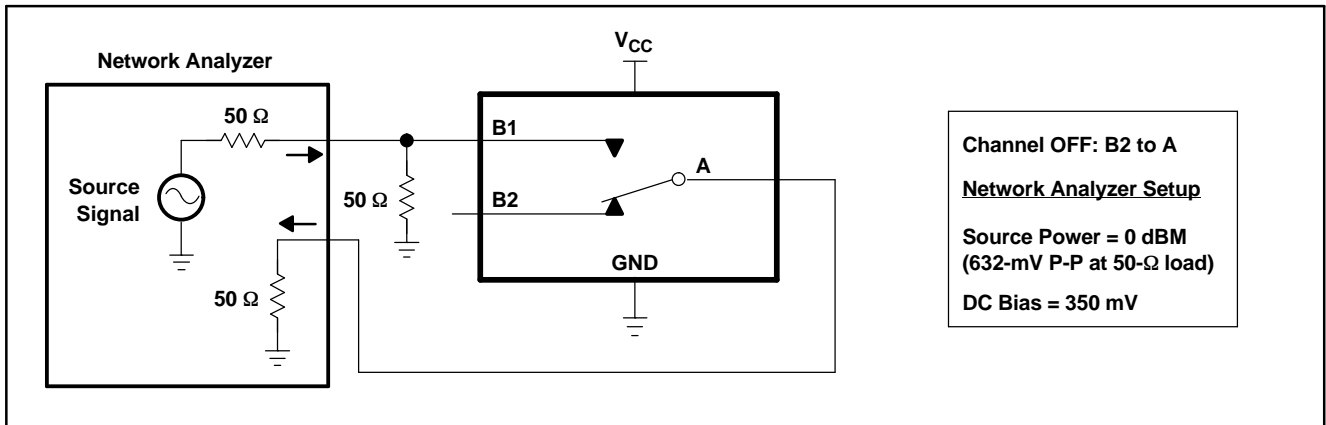 VCC
Network Analyzer
50 Ω
B1
A
Source
Signal
50 Ω
B2
GND
50 Ω
Channel OFF: B2 to A
Network Analyzer Setup
Source Power = 0 dBM
(632-mV P-P at 50-Ω load)
DC Bias = 350 mV